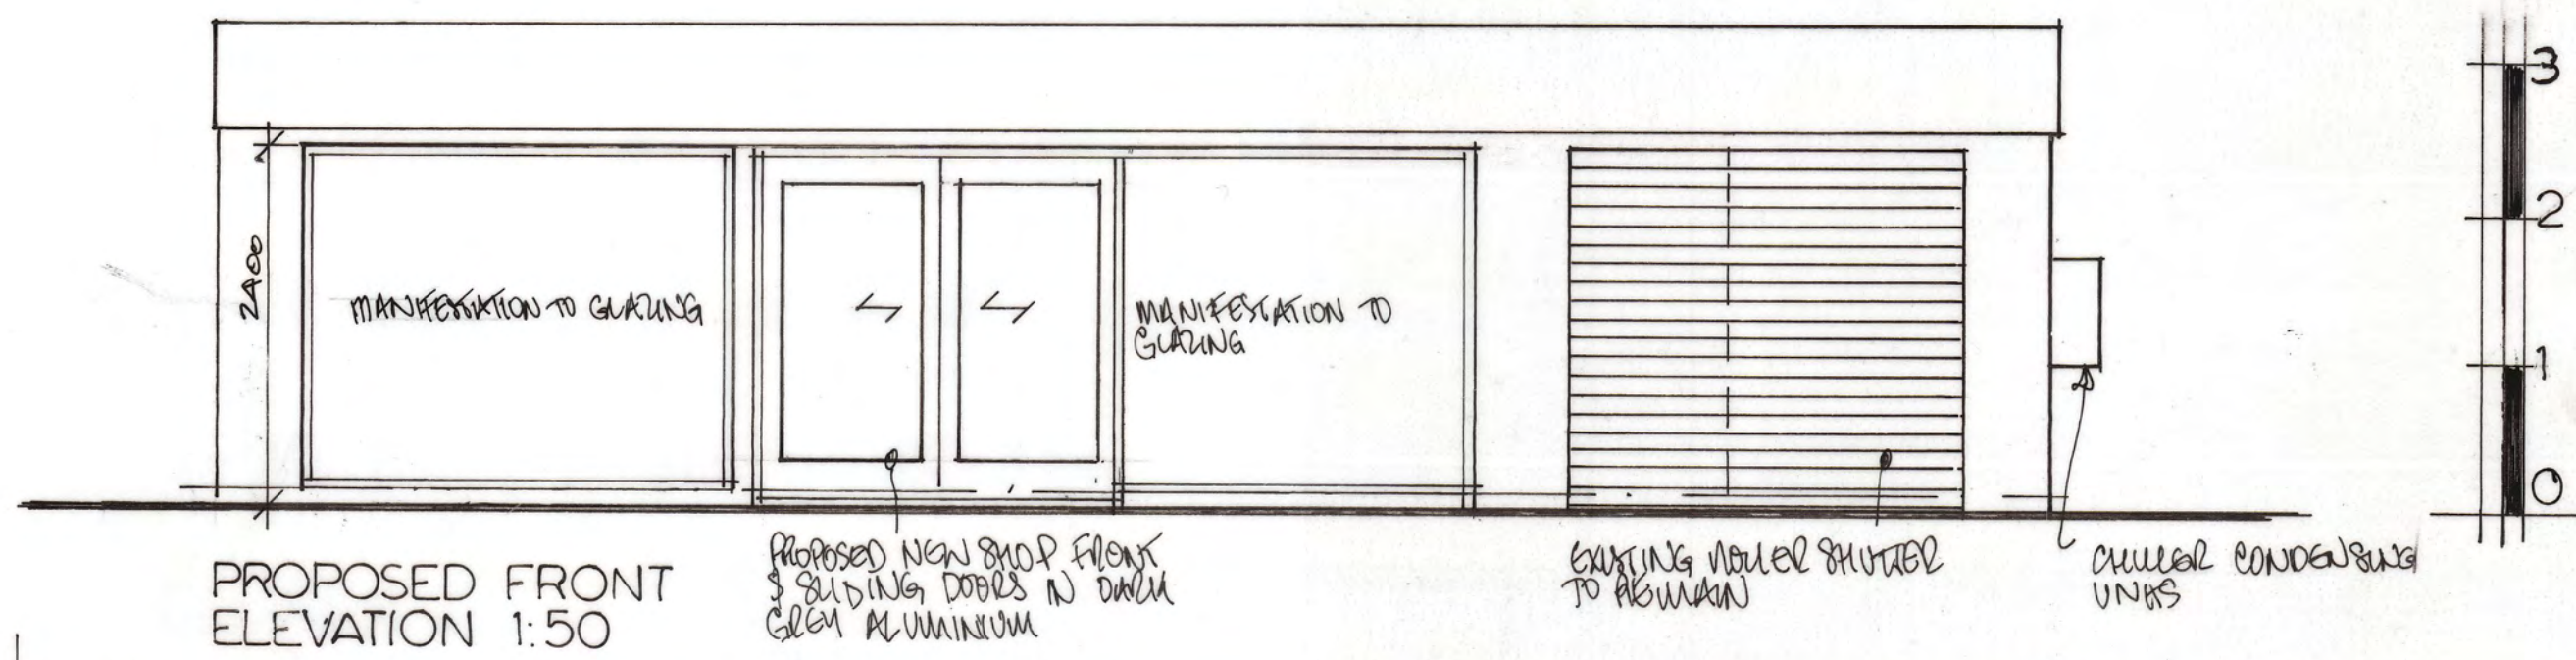 3
2
1
0
2400
MANIFESTATION TO GLAZING
MANIFESTATION TO
GLAZING
PROPOSED FRONT
ELEVATION 1:50
PROPOSED NEW SHOP FRONT
& SLIDING DOORS IN DARK
GREY ALUMINIUM
EXISTING ROLLER SHUTTER
TO REMAIN
CHILLER CONDENSING
UNITS